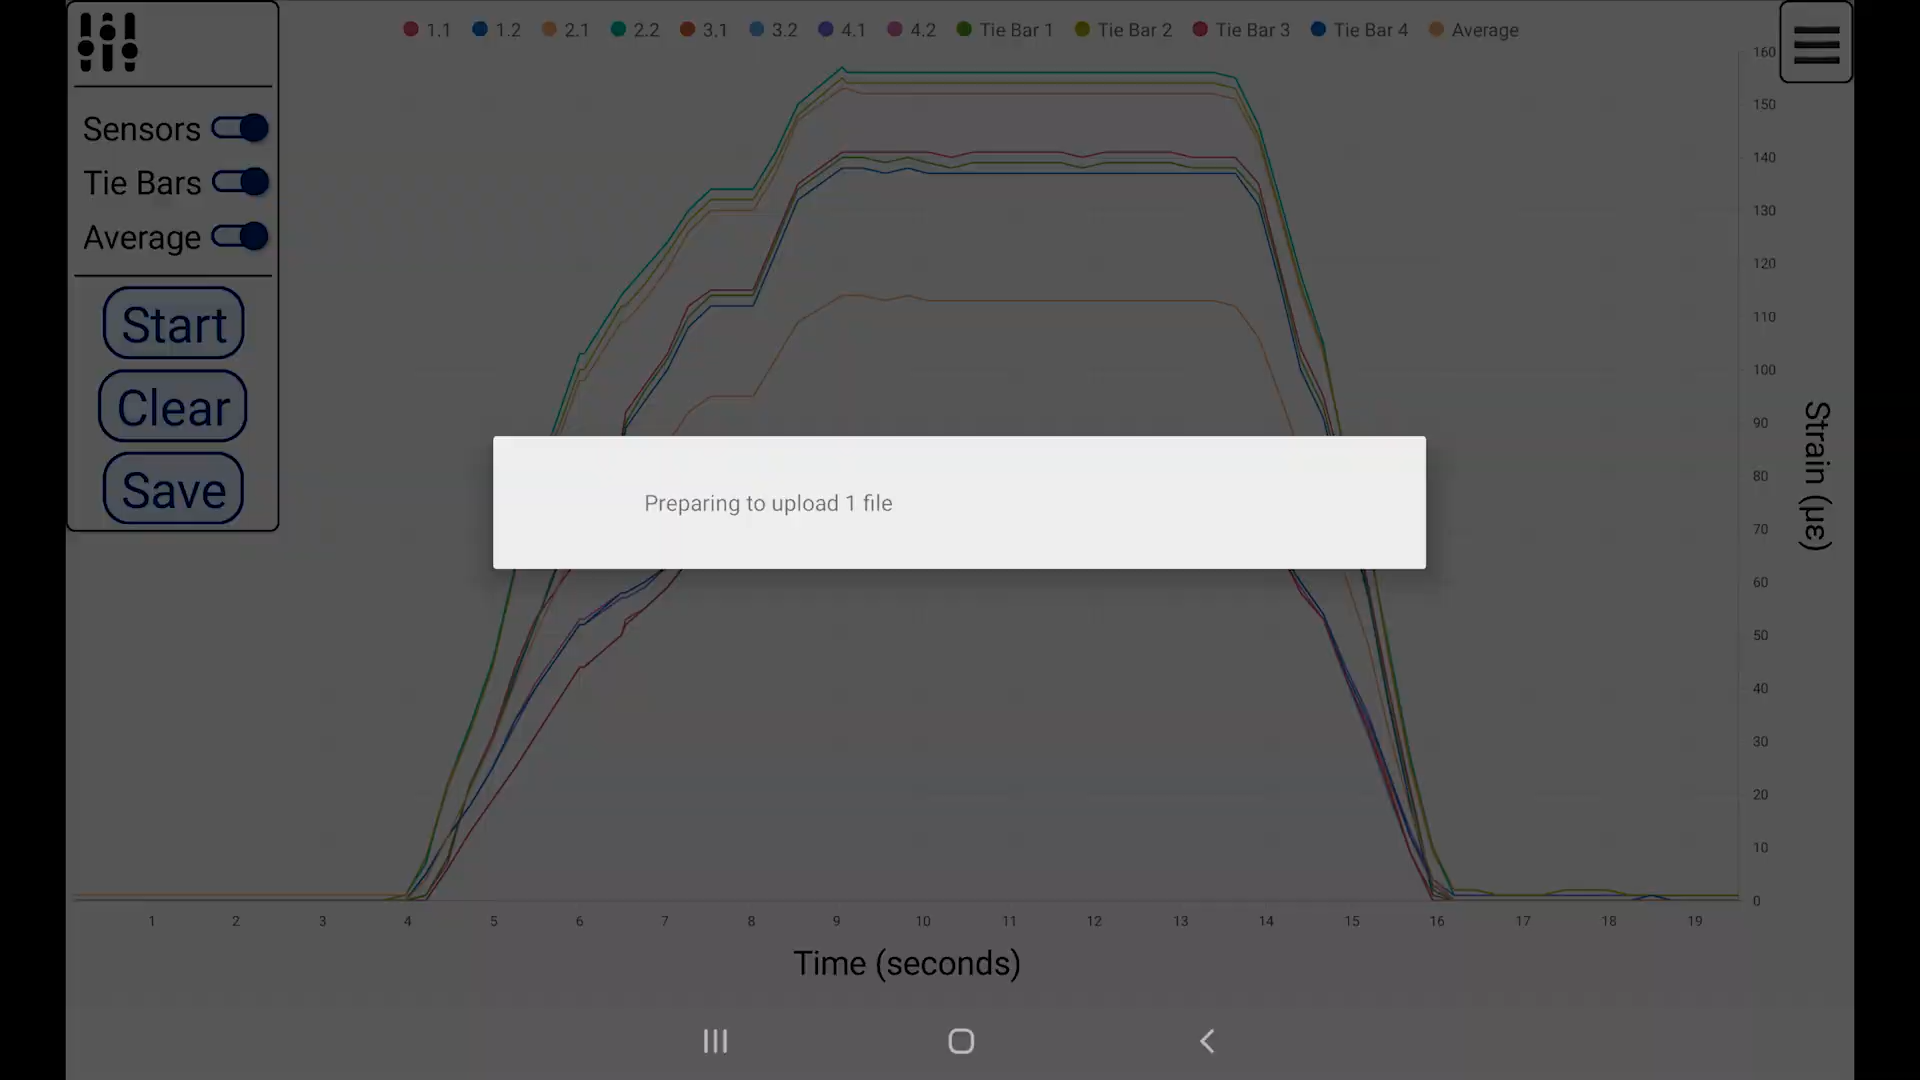 1.1 1.2 2.1 2.2 3.1 3.2 4.1 4.2 Tie Bar 1 Tie Bar 2 Tie Bar 3 Tie Bar 4 Average
Sensors
Tie Bars
Average
Start
Clear
Save
Preparing to upload 1 file
160
150
140
130
120
110
100
90
80
70
60
50
40
30
20
10
0
Strain (με)
1 2 3 4 5 6 7 8 9 10 11 12 13 14 15 16 17 18 19
Time (seconds)